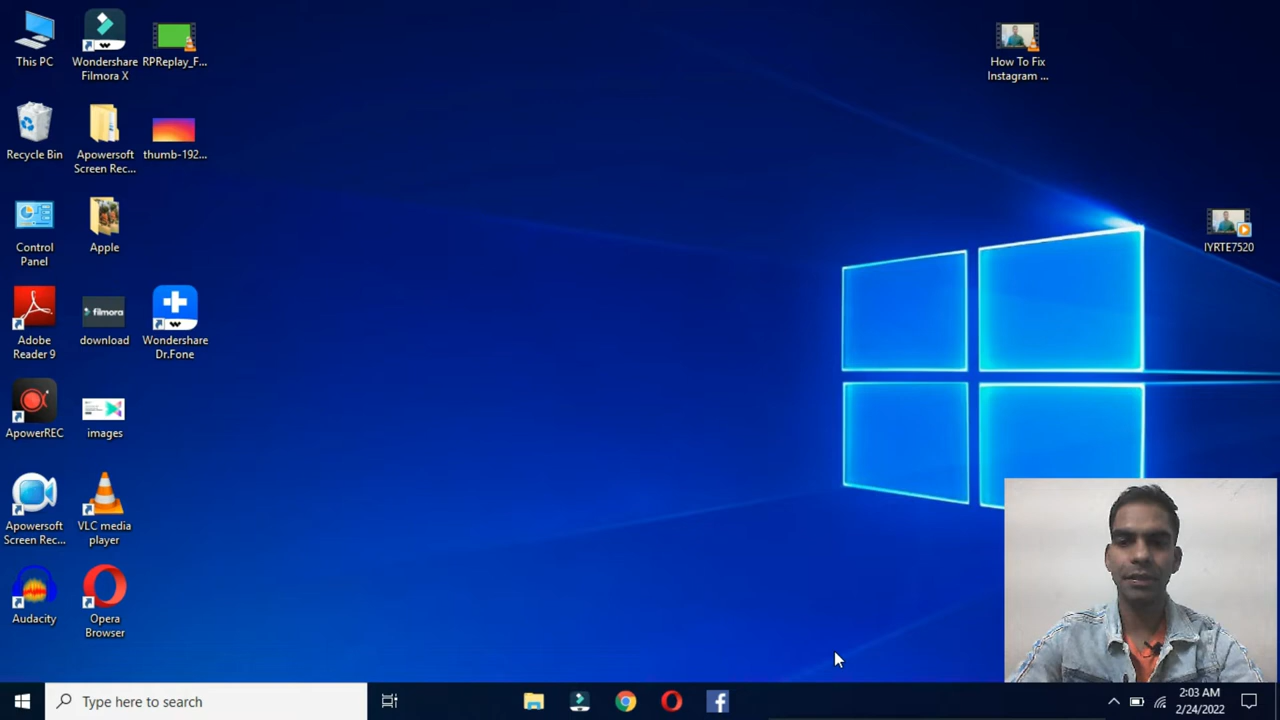 This PC
Wondershare
Filmora X
RPReplay_F...
How To Fix
Instagram ...
Recycle Bin
Apowersoft
Screen Rec...
thumb-192...
Control
Panel
Apple
IYRTE7520
Adobe
Reader 9
filmora
download
Wondershare
Dr.Fone
ApowerREC
images
Apowersoft
Screen Rec...
VLC media
player
Audacity
Opera
Browser
Type here to search
2:03 AM
2/24/2022